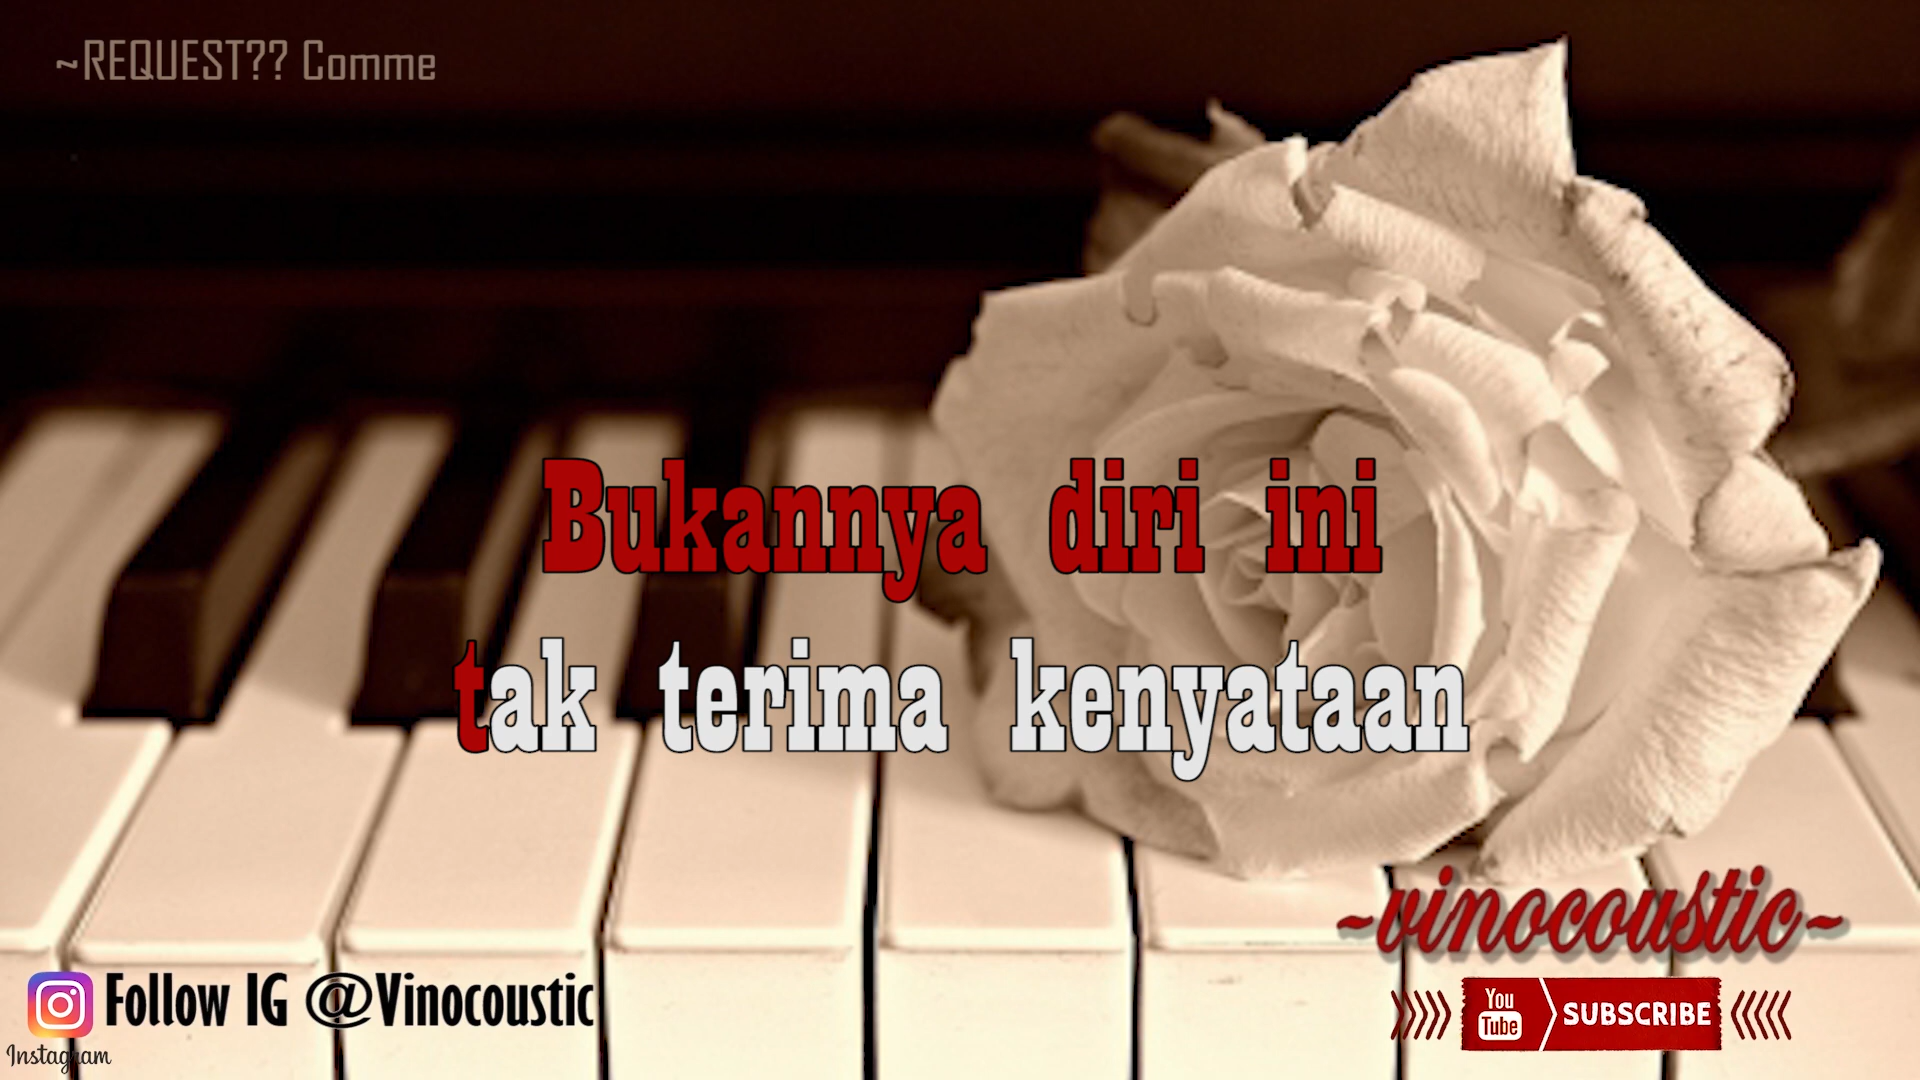 ~REQUEST?? Comme
Bukannya diri ini
tak terima kenyataan
~vinocoustic~
You
Tube
SUBSCRIBE
Follow IG @Vinocoustic
Instagram